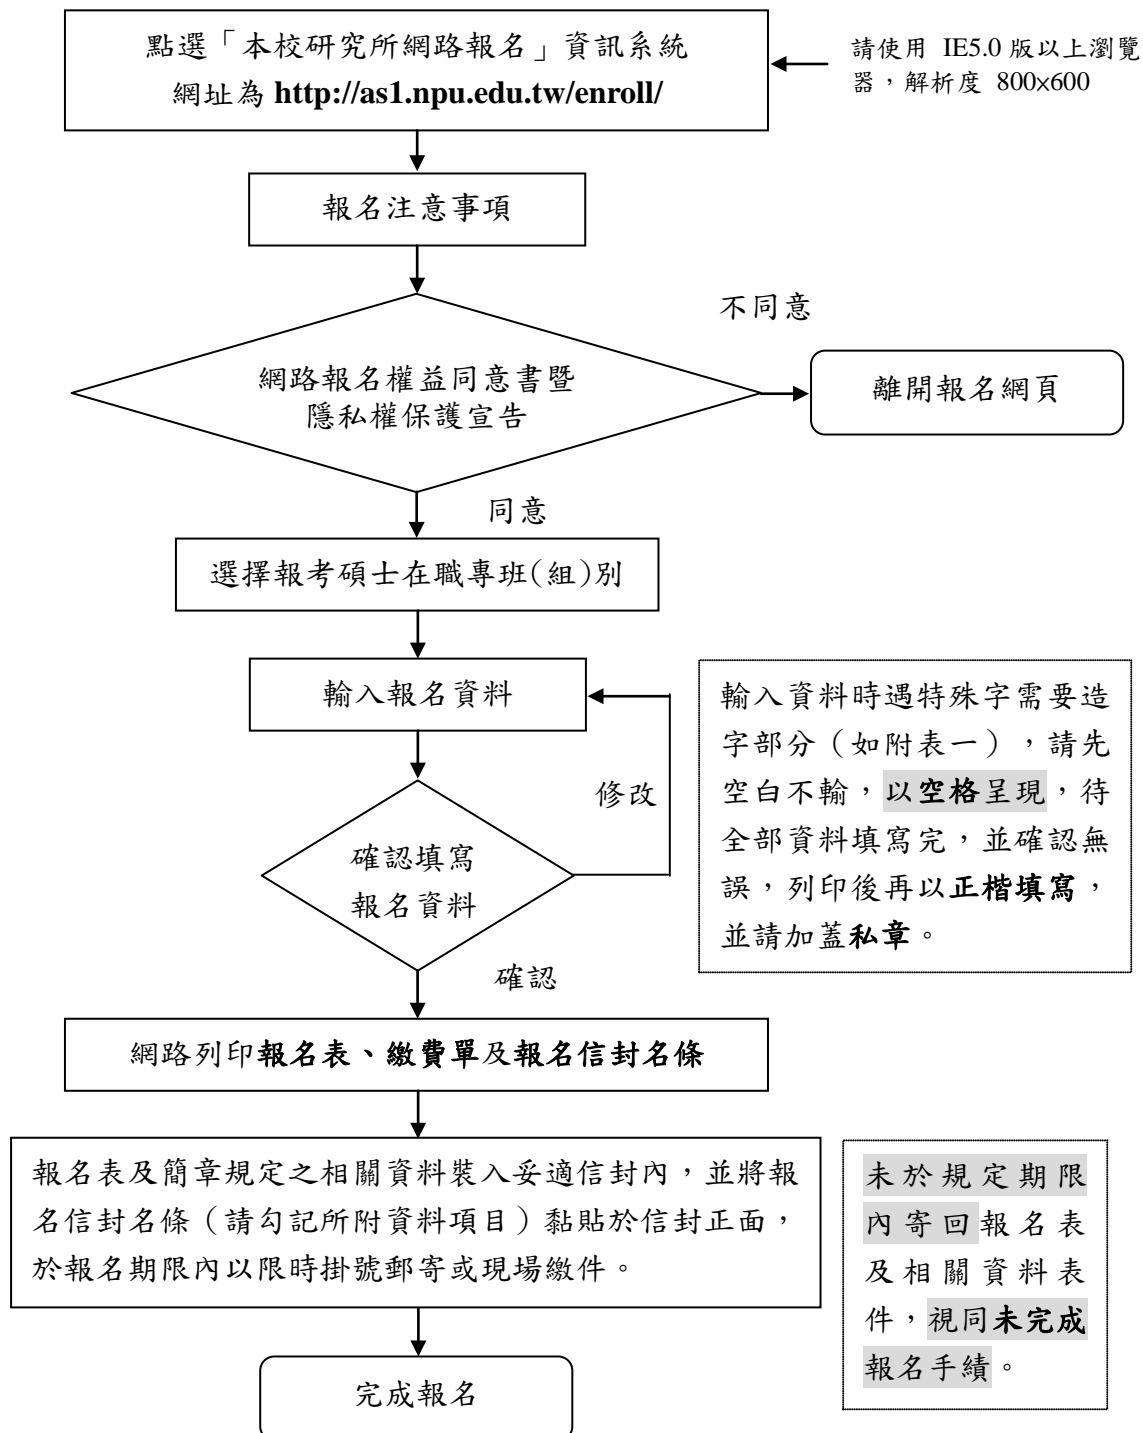 點選「本校研究所網路報名」資訊系統
網址為 http://as1.npu.edu.tw/enroll/
請使用 IE5.0 版以上瀏覽
器，解析度 800×600
報名注意事項
不同意
網路報名權益同意書暨
隱私權保護宣告
離開報名網頁
同意
選擇報考碩士在職專班(組)別
輸入報名資料
修改
確認填寫
報名資料
輸入資料時遇特殊字需要造
字部分（如附表一），請先
空白不輸，以空格呈現，待
全部資料填寫完，並確認無
誤，列印後再以正楷填寫，
並請加蓋私章。
確認
網路列印報名表、繳費單及報名信封名條
報名表及簡章規定之相關資料裝入妥適信封內，並將報
名信封名條（請勾記所附資料項目）黏貼於信封正面，
於報名期限內以限時掛號郵寄或現場繳件。
未於規定期限
內寄回報名表
及相關資料表
件，視同未完成
報名手續。
完成報名